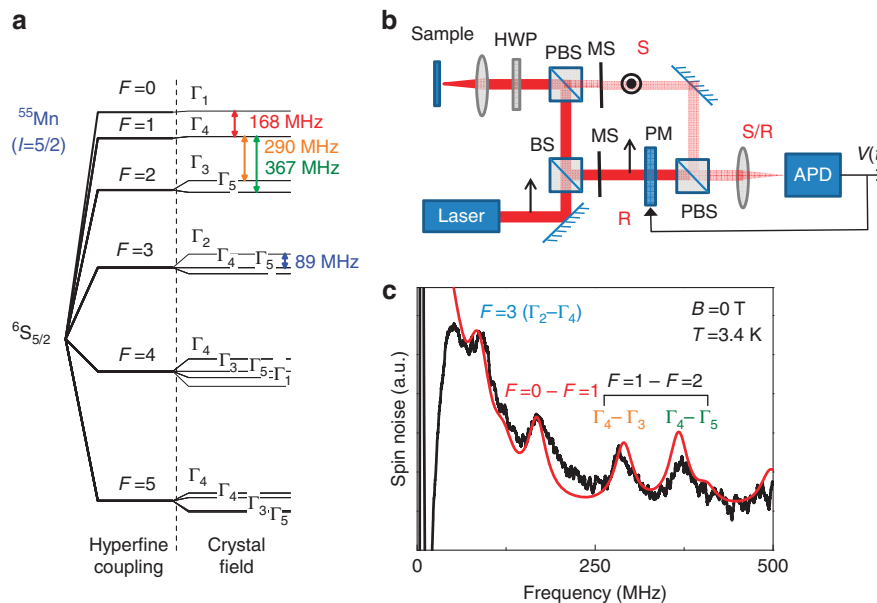 a
F=0
Γ1
55Mn
(I=5/2)
168 MHz
F=1
Γ4
290 MHz
367 MHz
F=2
Γ3
Γ5
F=3
Γ2
Γ4
Γ5
89 MHz
6S5/2
F=4
Γ4
Γ3
Γ5
Γ1
F=5
Γ4
Γ4
Γ3
Γ5
Hyperfine
coupling
Crystal
field
b
Sample
HWP
PBS
MS
S
BS
MS
PM
S/R
APD
V(t
Laser
R
PBS
c
F=3 (Γ2–Γ4)
B=0 T
T=3.4 K
F=0 – F=1
F=1 – F=2
Γ4– Γ3
Γ4– Γ5
Spin noise (a.u.)
0
250
500
Frequency (MHz)